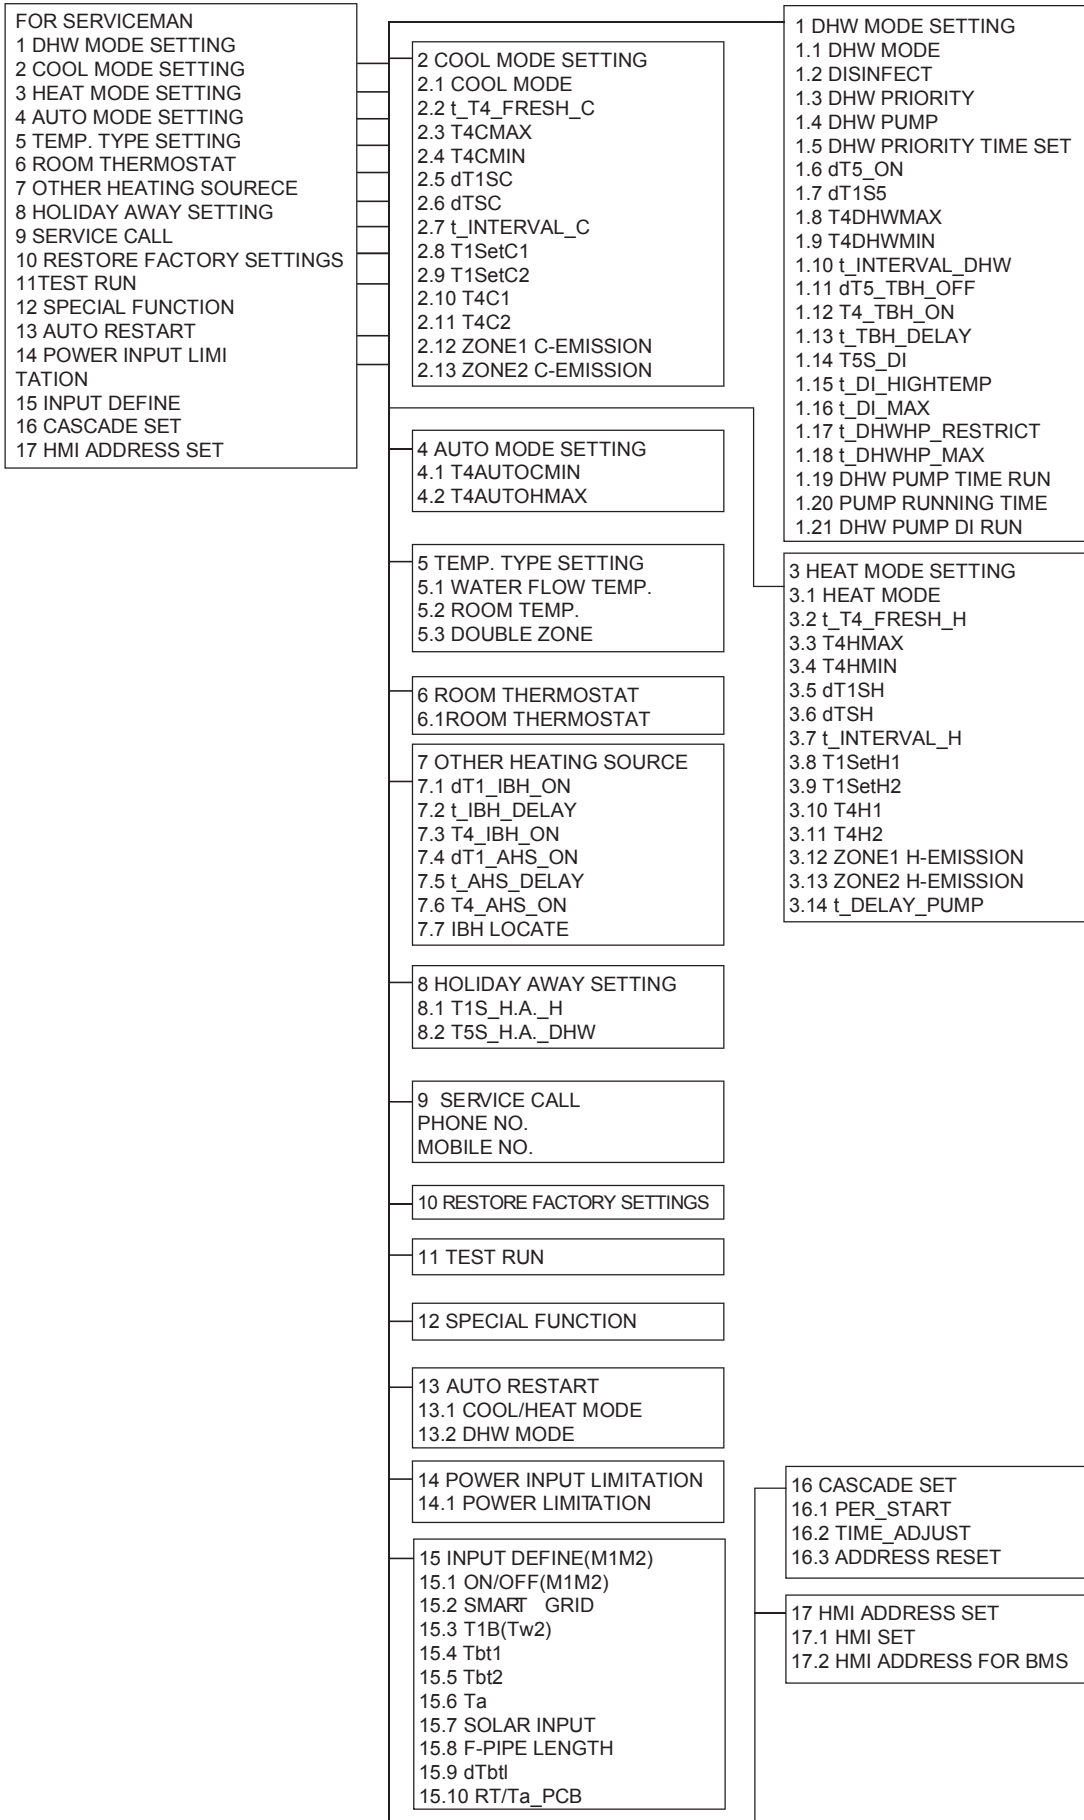 FOR SERVICEMAN
1 DHW MODE SETTING
2 COOL MODE SETTING
3 HEAT MODE SETTING
4 AUTO MODE SETTING
5 TEMP. TYPE SETTING
6 ROOM THERMOSTAT
7 OTHER HEATING SOURECE
8 HOLIDAY AWAY SETTING
9 SERVICE CALL
10 RESTORE FACTORY SETTINGS
11TEST RUN
12 SPECIAL FUNCTION
13 AUTO RESTART
14 POWER INPUT LIMI
TATION
15 INPUT DEFINE
16 CASCADE SET
17 HMI ADDRESS SET
2 COOL MODE SETTING
2.1 COOL MODE
2.2 t_T4_FRESH_C
2.3 T4CMAX
2.4 T4CMIN
2.5 dT1SC
2.6 dTSC
2.7 t_INTERVAL_C
2.8 T1SetC1
2.9 T1SetC2
2.10 T4C1
2.11 T4C2
2.12 ZONE1 C-EMISSION
2.13 ZONE2 C-EMISSION
4 AUTO MODE SETTING
4.1 T4AUTOCMIN
4.2 T4AUTOHMAX
5 TEMP. TYPE SETTING
5.1 WATER FLOW TEMP.
5.2 ROOM TEMP.
5.3 DOUBLE ZONE
6 ROOM THERMOSTAT
6.1ROOM THERMOSTAT
7 OTHER HEATING SOURCE
7.1 dT1_IBH_ON
7.2 t_IBH_DELAY
7.3 T4_IBH_ON
7.4 dT1_AHS_ON
7.5 t_AHS_DELAY
7.6 T4_AHS_ON
7.7 IBH LOCATE
8 HOLIDAY AWAY SETTING
8.1 T1S_H.A._H
8.2 T5S_H.A._DHW
9 SERVICE CALL
PHONE NO.
MOBILE NO.
10 RESTORE FACTORY SETTINGS
11 TEST RUN
12 SPECIAL FUNCTION
13 AUTO RESTART
13.1 COOL/HEAT MODE
13.2 DHW MODE
14 POWER INPUT LIMITATION
14.1 POWER LIMITATION
15 INPUT DEFINE(M1M2)
15.1 ON/OFF(M1M2)
15.2 SMART GRID
15.3 T1B(Tw2)
15.4 Tbt1
15.5 Tbt2
15.6 Ta
15.7 SOLAR INPUT
15.8 F-PIPE LENGTH
15.9 dTbtl
15.10 RT/Ta_PCB
1 DHW MODE SETTING
1.1 DHW MODE
1.2 DISINFECT
1.3 DHW PRIORITY
1.4 DHW PUMP
1.5 DHW PRIORITY TIME SET
1.6 dT5_ON
1.7 dT1S5
1.8 T4DHWMAX
1.9 T4DHWMIN
1.10 t_INTERVAL_DHW
1.11 dT5_TBH_OFF
1.12 T4_TBH_ON
1.13 t_TBH_DELAY
1.14 T5S_DI
1.15 t_DI_HIGHTEMP
1.16 t_DI_MAX
1.17 t_DHWHP_RESTRICT
1.18 t_DHWHP_MAX
1.19 DHW PUMP TIME RUN
1.20 PUMP RUNNING TIME
1.21 DHW PUMP DI RUN
3 HEAT MODE SETTING
3.1 HEAT MODE
3.2 t_T4_FRESH_H
3.3 T4HMAX
3.4 T4HMIN
3.5 dT1SH
3.6 dTSH
3.7 t_INTERVAL_H
3.8 T1SetH1
3.9 T1SetH2
3.10 T4H1
3.11 T4H2
3.12 ZONE1 H-EMISSION
3.13 ZONE2 H-EMISSION
3.14 t_DELAY_PUMP
16 CASCADE SET
16.1 PER_START
16.2 TIME_ADJUST
16.3 ADDRESS RESET
17 HMI ADDRESS SET
17.1 HMI SET
17.2 HMI ADDRESS FOR BMS